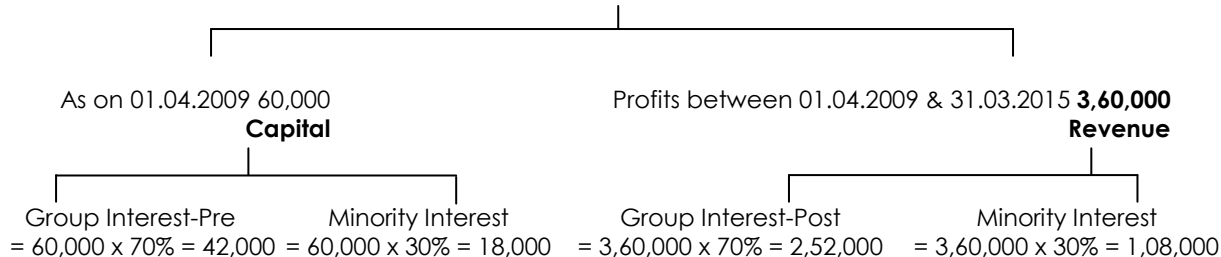 As on 01.04.2009 60,000
Capital
Profits between 01.04.2009 & 31.03.2015 3,60,000
Revenue
Group Interest-Pre
= 60,000 x 70% = 42,000
Minority Interest
= 60,000 x 30% = 18,000
Group Interest-Post
= 3,60,000 x 70% = 2,52,000
Minority Interest
= 3,60,000 x 30% = 1,08,000